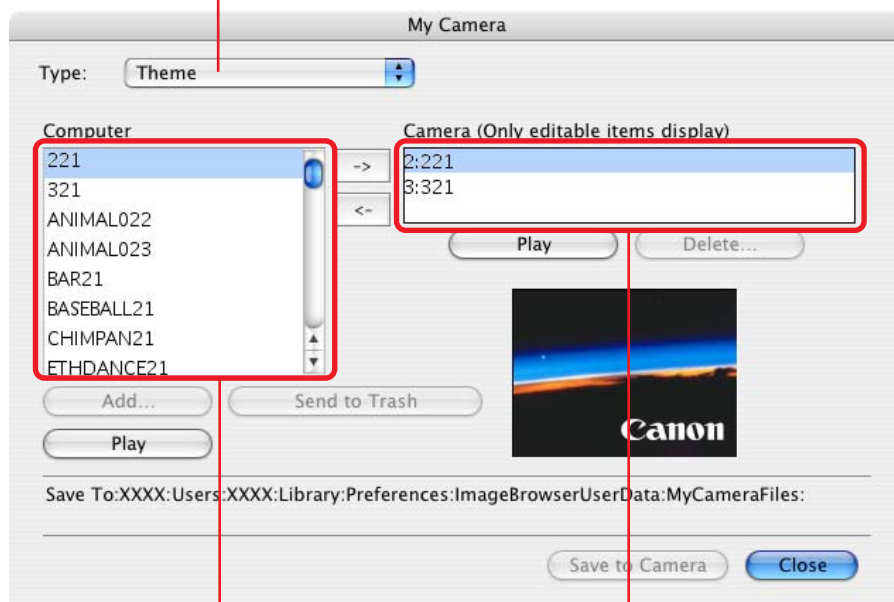 My Camera
Type: Theme
Computer
Camera (Only editable items display)
221
321
ANIMAL022
ANIMAL023
BAR21
BASEBALL21
CHIMPAN21
ETHDANCE21
->
<-
2:221
3:321
Play
Delete...
Canon
Add...
Send to Trash
Play
Save To:XXXX:Users:XXXX:Library:Preferences:ImageBrowserUserData:MyCameraFiles:
Save to Camera
Close